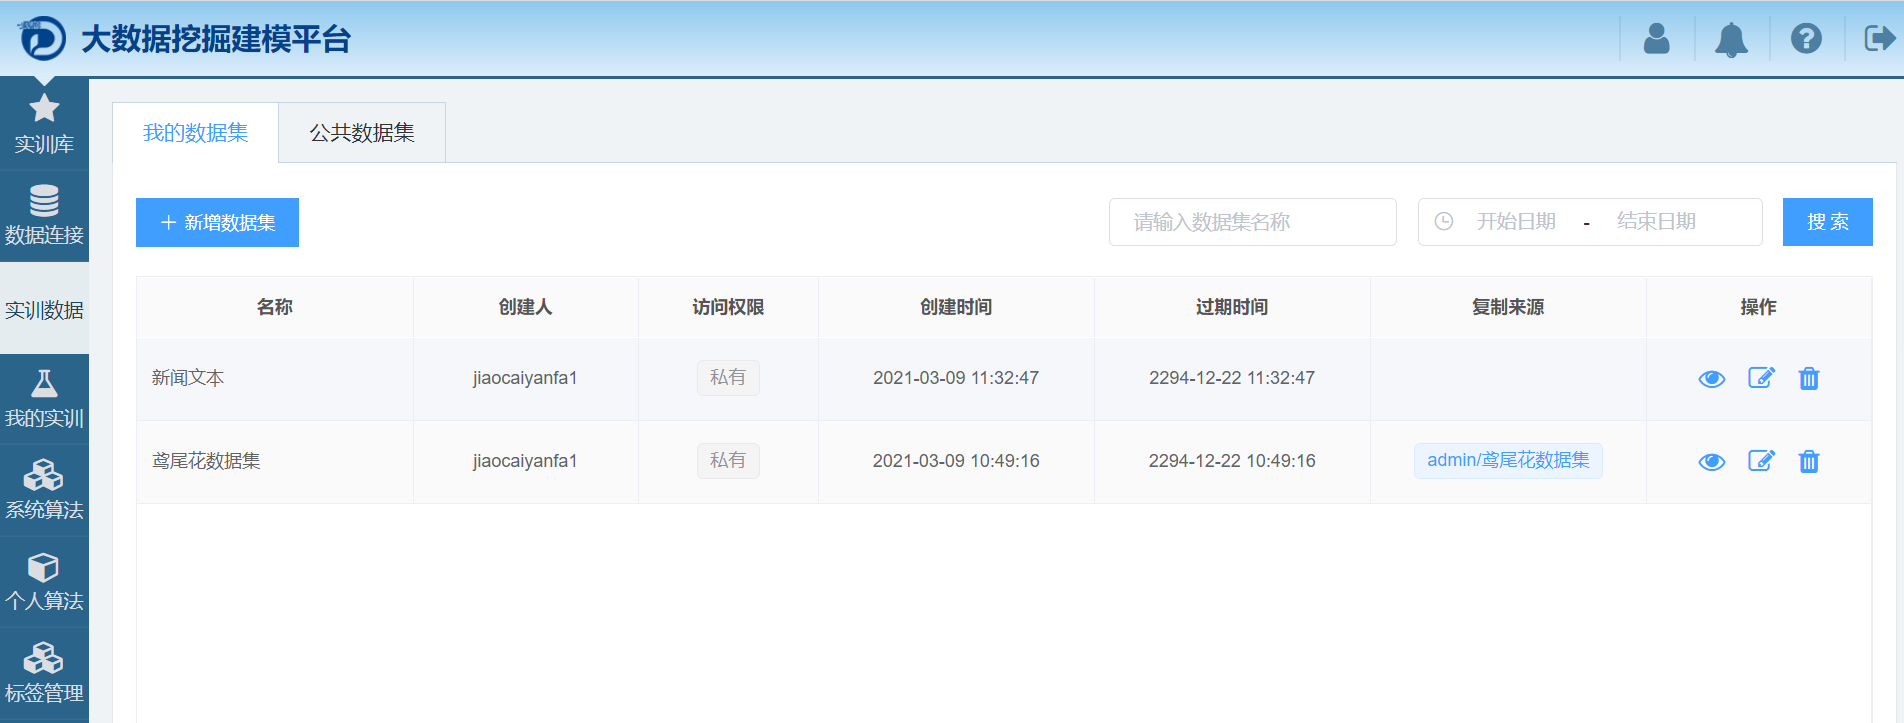 大数据挖掘建模平台
实训库
数据连接
实训数据
我的实训
系统算法
个人算法
标签管理
我的数据集 公共数据集
新增数据集 请输入数据集名称 开始日期 - 结束日期 搜索
名称 创建人 访问权限 创建时间 过期时间 复制来源 操作
新闻文本 jiaocaiyanfa1 私有 2021-03-09 11:32:47 2294-12-22 11:32:47
鸢尾花数据集 jiaocaiyanfa1 私有 2021-03-09 10:49:16 2294-12-22 10:49:16 admin/鸢尾花数据集